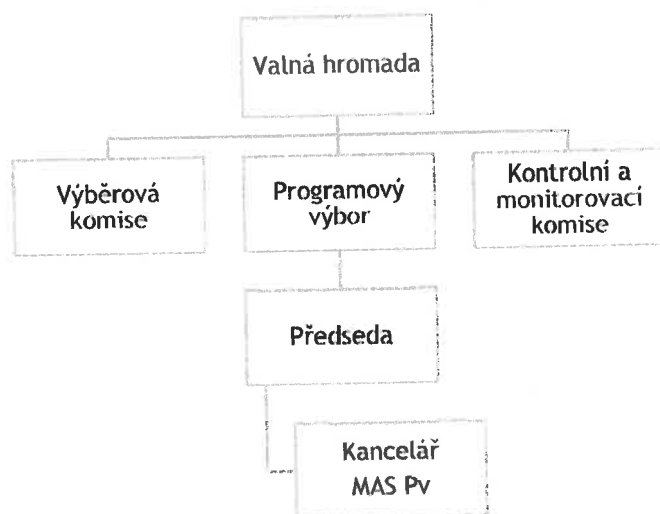 Valná hromada
Výběrová
komise
Programový
výbor
Kontrolní a
monitorovací
komise
Předseda
Kancelář
MAS Pv